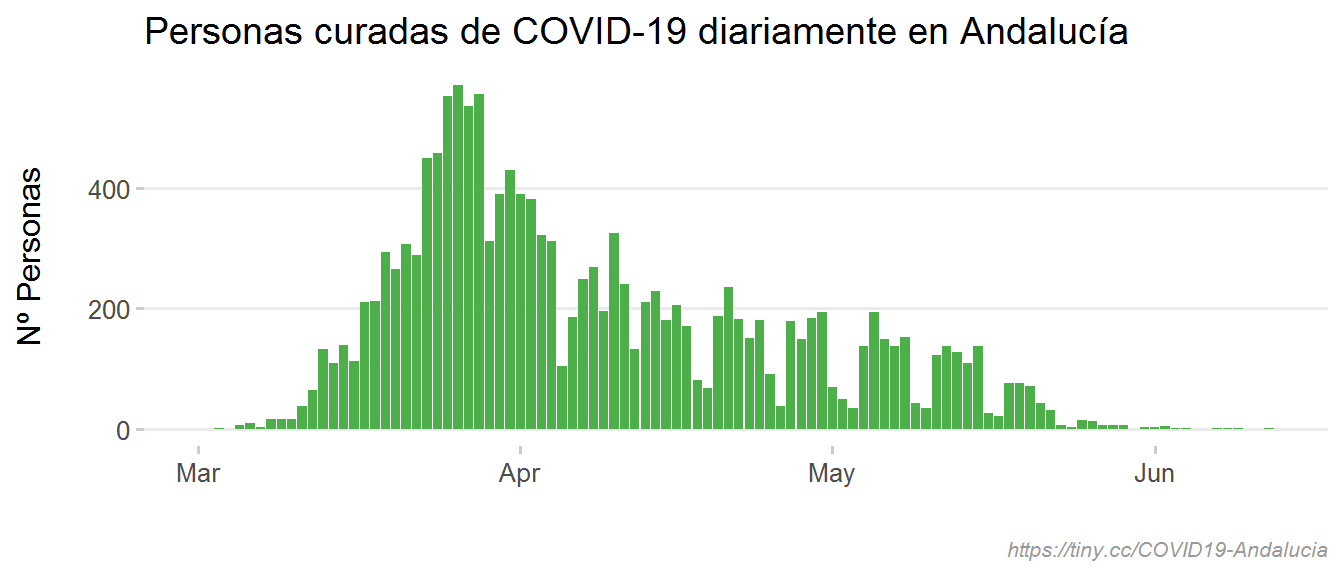 Personas curadas de COVID-19 diariamente en Andalucía
Nº Personas
400
200
0
Mar Apr May Jun
https://tiny.cc/COVID19-Andalucia